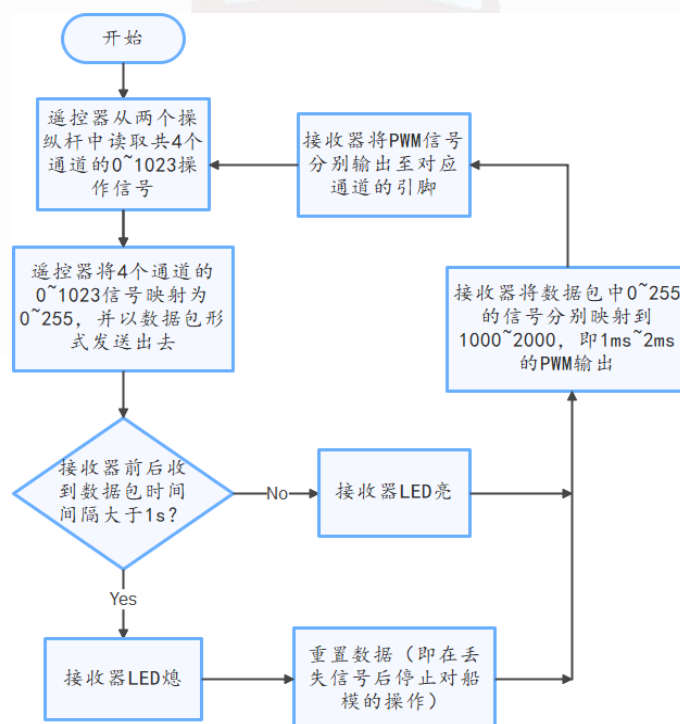 开始
遥控器从两个操
纵杆中读取共4个
通道的0~1023操
作信号
接收器将PWM信号
分别输出至对应
通道的引脚
遥控器将4个通道的
0~1023信号映射为
0~255, 并以数据包形
式发送出去
接收器将数据包中0~255
的信号分别映射到
1000~2000, 即1ms~2ms
的PWM输出
接收器前后收
到数据包时间
间隔大于1s?
No
接收器LED亮
Yes
接收器LED熄
重置数据（即在丢
失信号后停止对船
模的操作）